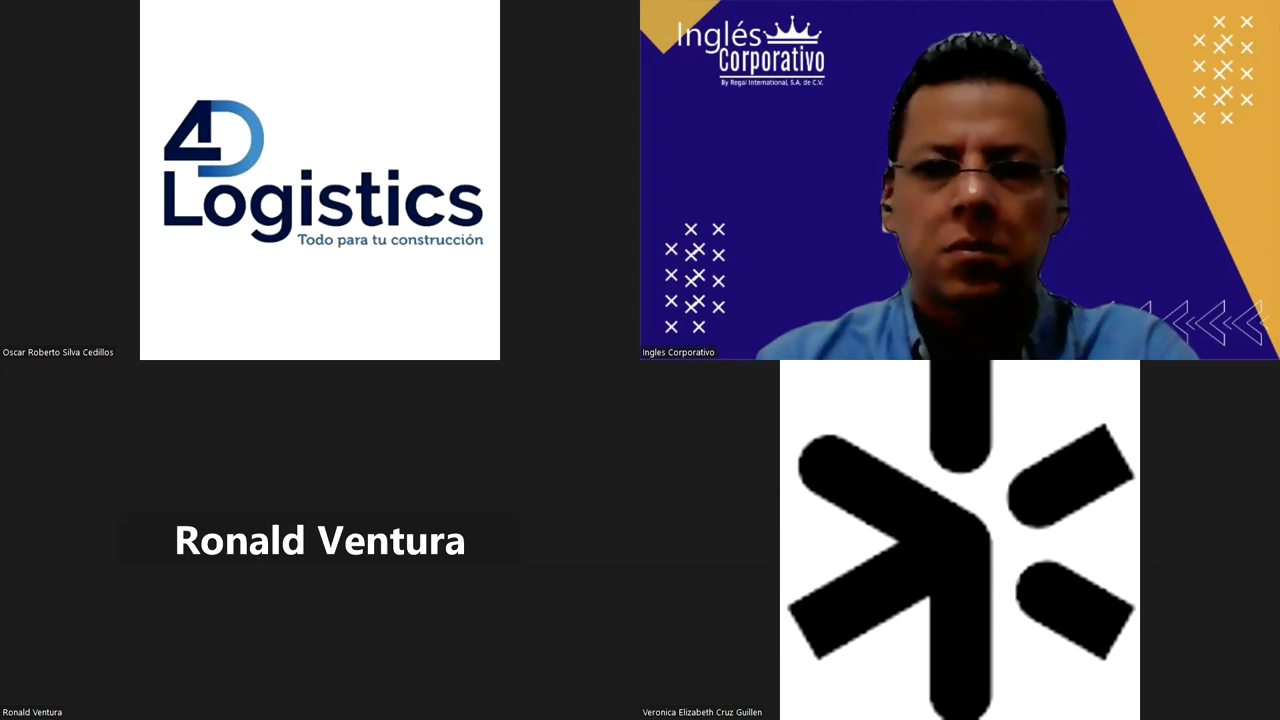 4D
Logistics
Todo para tu construcción
Oscar Roberto Silva Cedillos
Inglés
Corporativo
By Regal International, S.A. de C.V.
Ingles Corporativo
Ronald Ventura
Ronald Ventura
Veronica Elizabeth Cruz Guillen